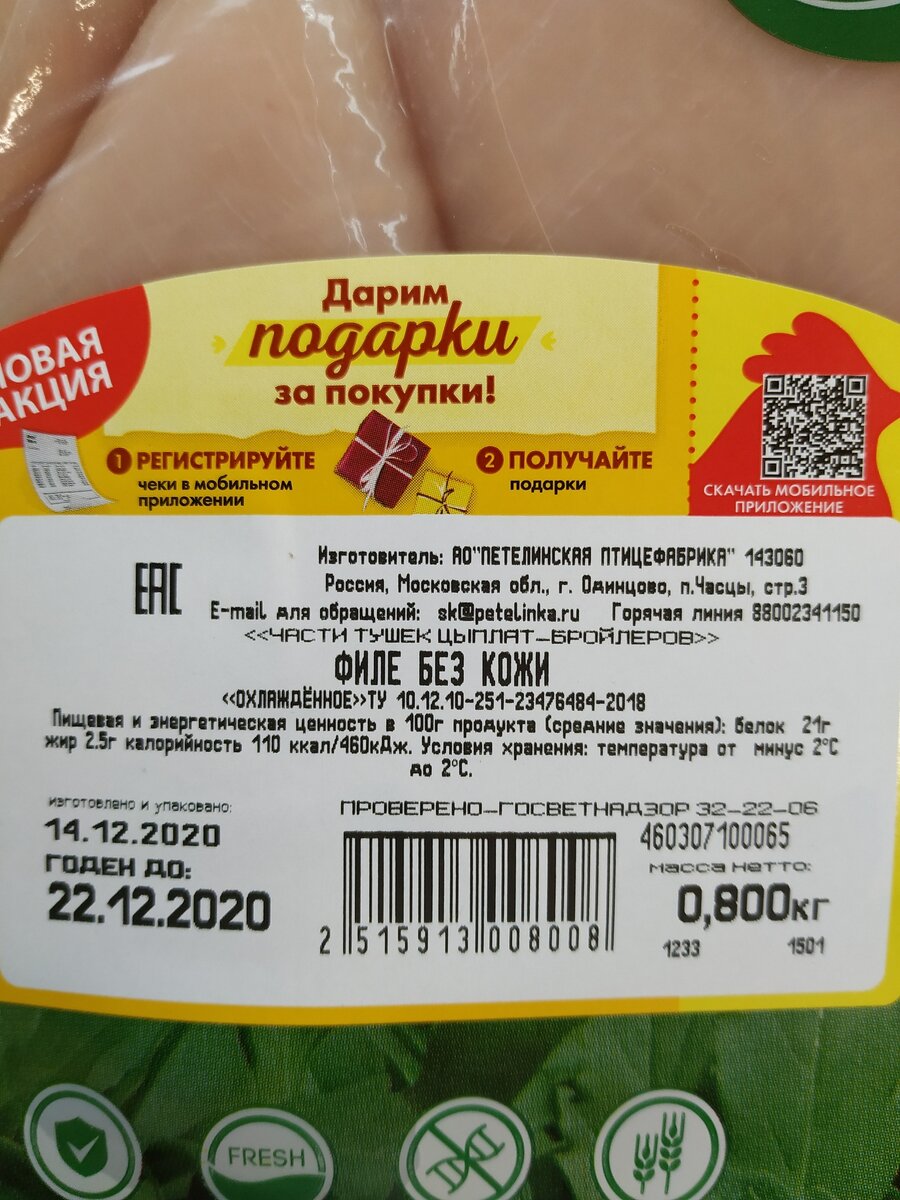 Дарим
подарки
за покупки!
АКЦИЯ
1 РЕГИСТРИРУЙТЕ
чеки в мобильном
приложении
2 ПОЛУЧАЙТЕ
подарки
СКАЧАТЬ МОБИЛЬНОЕ
ПРИЛОЖЕНИЕ
EAC
Изготовитель: АО"ПЕТЕЛИНСКАЯ ПТИЦЕФАБРИКА" 143060
Россия, Московская обл., г. Одинцово, п.Часцы, стр.3
E-mail для обращений: sk@petelinka.ru Горячая линия 88002341150
<<ЧАСТИ ТУШЕК ЦЫПЛАТ-БРОЙЛЕРОВ>>
ФИЛЕ БЕЗ КОЖИ
<<ОХЛАЖДЁННОЕ>>ТУ 10.12.10-251-23476484-2018
Пищевая и энергетическая ценность в 100г продукта (средние значения): белок 21г
жир 2.5г калорийность 110 ккал/460кДж. Условия хранения: температура от минус 2°С
до 2°С.
изготовлено и упаковано:
14.12.2020
ГОДЕН ДО:
22.12.2020
ПРОВЕРЕНО-ГОСВЕТНАДЗОР 32-22-06
460307100065
масса нетто:
0,800кг
2 515913 008008
1233 1501
FRESH